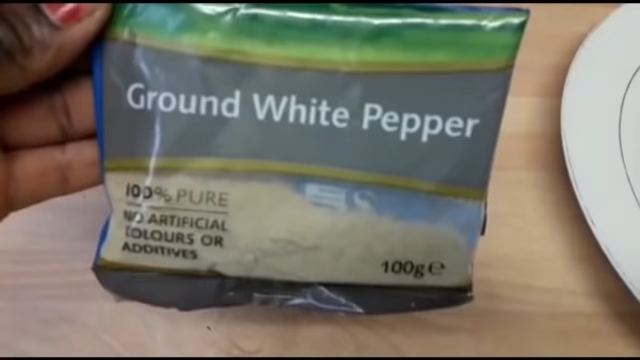 Ground White Pepper
100% PURE
NO ARTIFICIAL
COLOURS OR
ADDITIVES
100g ℮